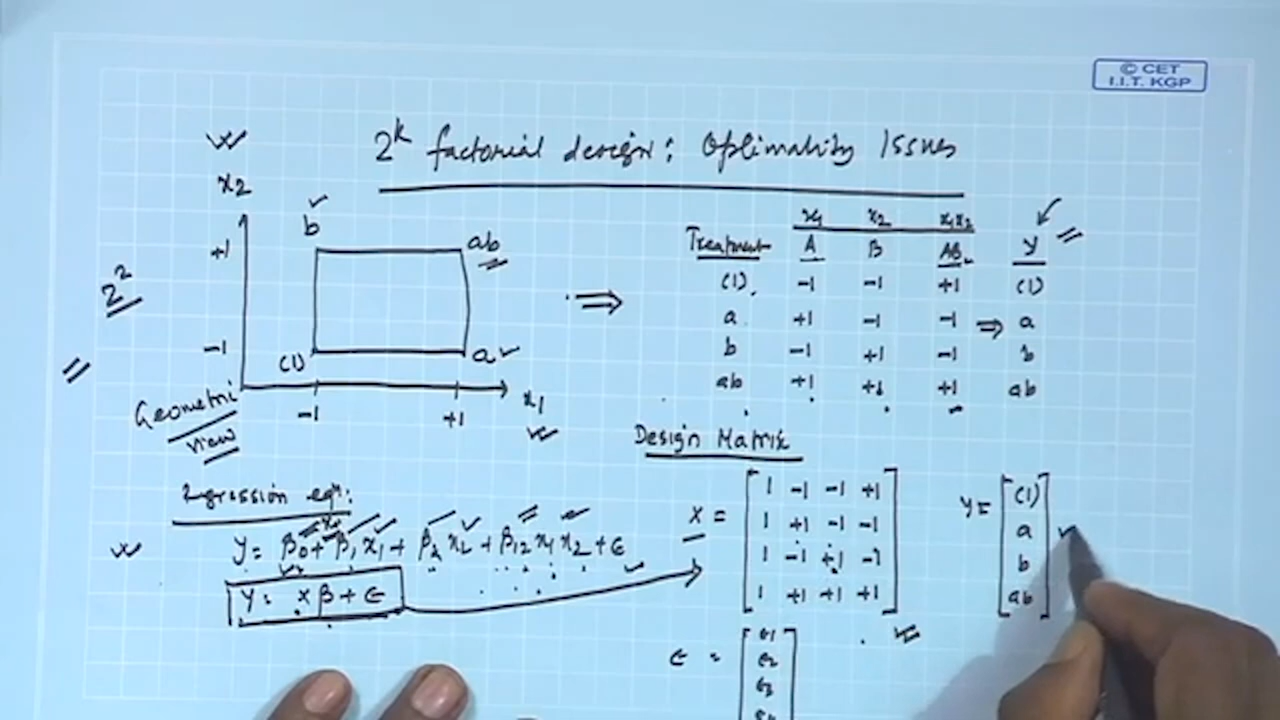 © CET
I.I.T. KGP
2^k factorial design: Optimality Issues
x2
b
ab
+1
2^2
-1
(1)
a
-1
+1
x1
Geometri
view
x1 x2 x1x2
Treatment A B AB y
(1) -1 -1 +1 (1)
a +1 -1 -1 ⇒ a
b -1 +1 -1 b
ab +1 +1 +1 ab
Design Matrix
X = [1 -1 -1 +1
1 +1 -1 -1
1 -1 +1 -1
1 +1 +1 +1]
y = [(1)
a
b
ab]
Regression eqn:
y = β0 + β1 x1 + β2 x2 + β12 x1 x2 + ϵ
y = xβ + ϵ
ϵ = [ϵ1
ϵ2
ϵ3
ϵ4